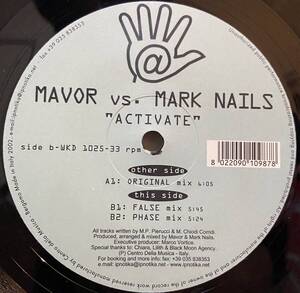 @
MAVOR vs. MARK NAILS
"ACTIVATE"
side b-WKD 1025-33 rpm
8 022090 109878
other side
A1: ORIGINAL mix 6:05
this side
B1: FALSE mix 5:45
B2: PHASE mix 5:24
All tracks written by M.P. Pierucci & M. Chiodi Corridi.
Produced, arranged & mixed by Mavor & Mark Nails.
Executive producer: Marco Vortice.
Special thanks to: Chiara, Lilith & Black Moon Agency.
(P) Centro Della Musica - Italy.
For booking and more info: fax: +39 035 838353
e.mail: ipnotika@ipnotika.net - www.ipnotika.net